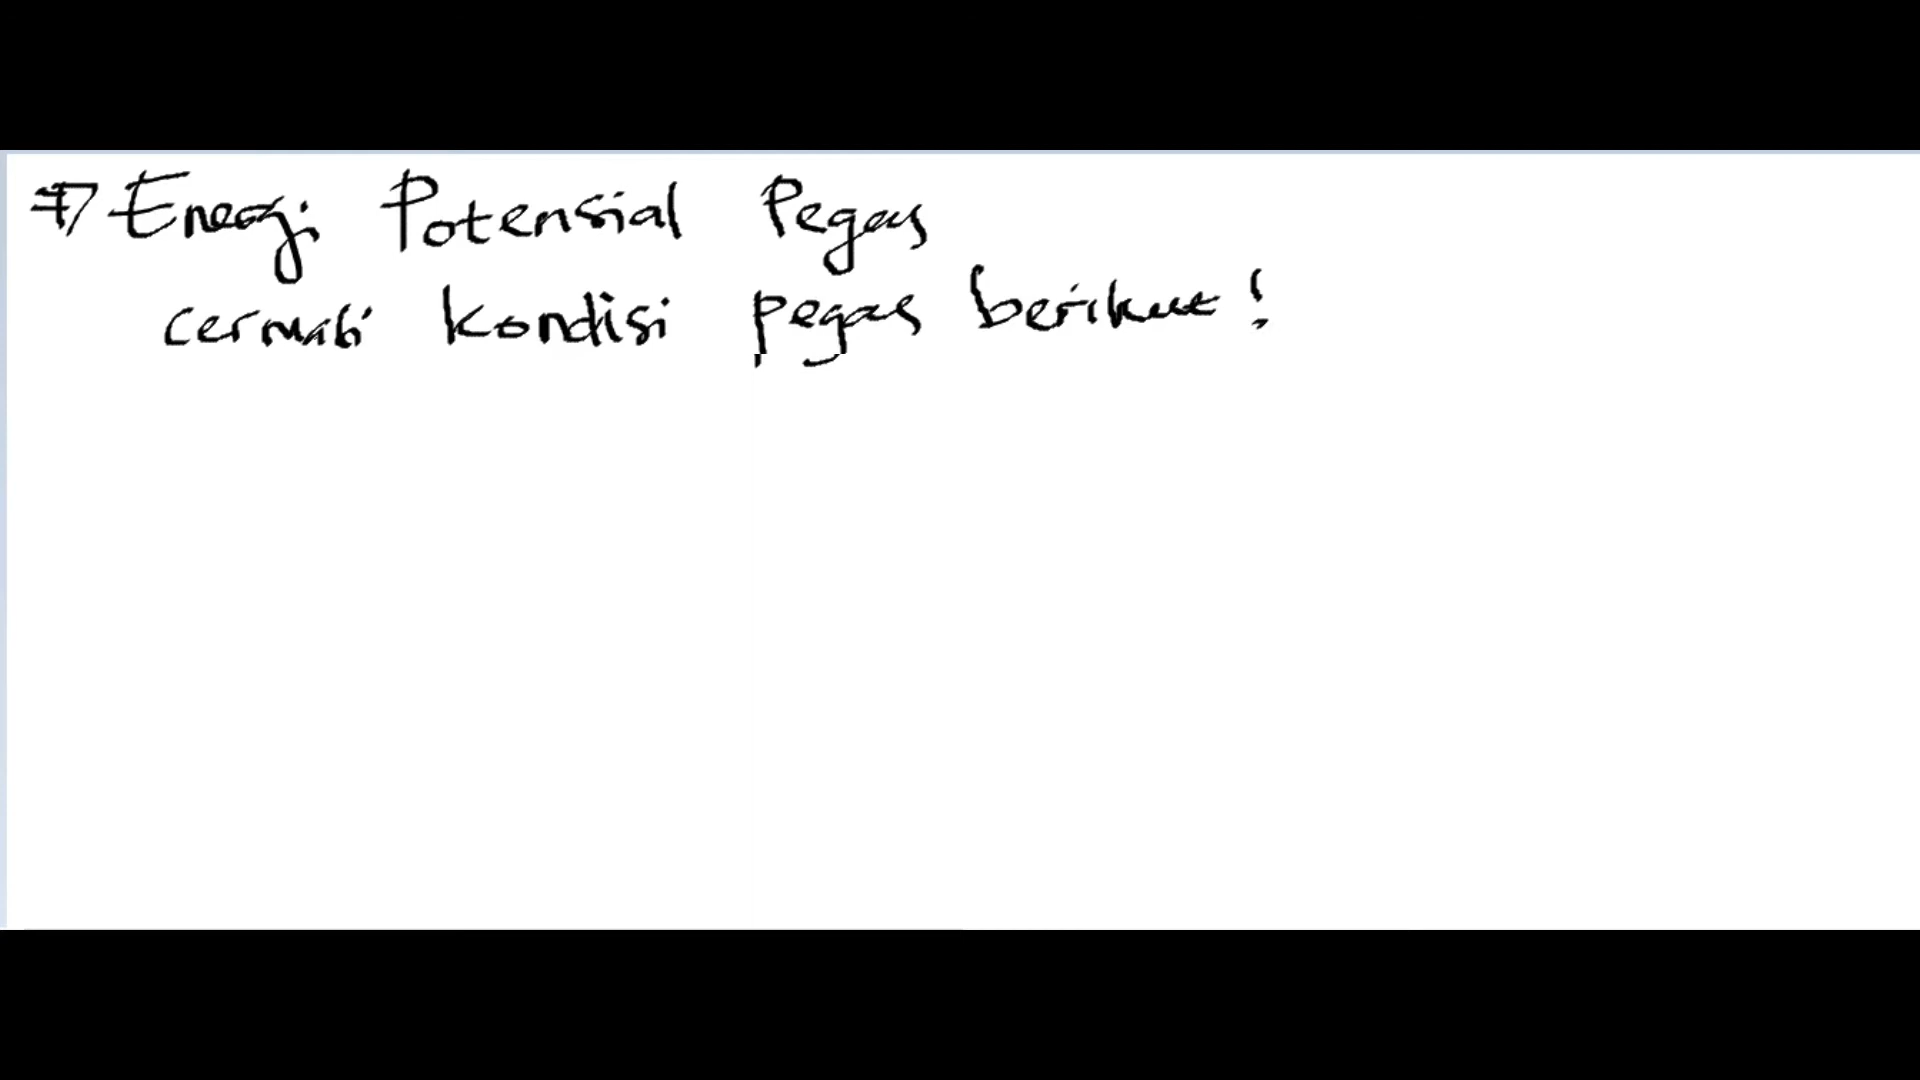 ⇒ Energi Potensial Pegas
cermati kondisi pegas berikut !